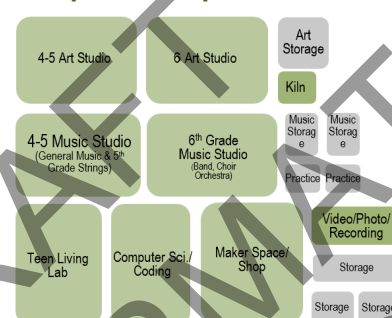 4-5 Art Studio
6 Art Studio
Art
Storage
Kiln
4-5 Music Studio
(General Music & 5th
Grade Strings)
6th Grade
Music Studio
(Band, Choir
Orchestra)
Music
Storag
e
Music
Storag
e
Practice
Practice
Video/Photo/
Recording
Teen Living
Lab
Computer Sci./
Coding
Maker Space/
Shop
Storage
Storage
Storage